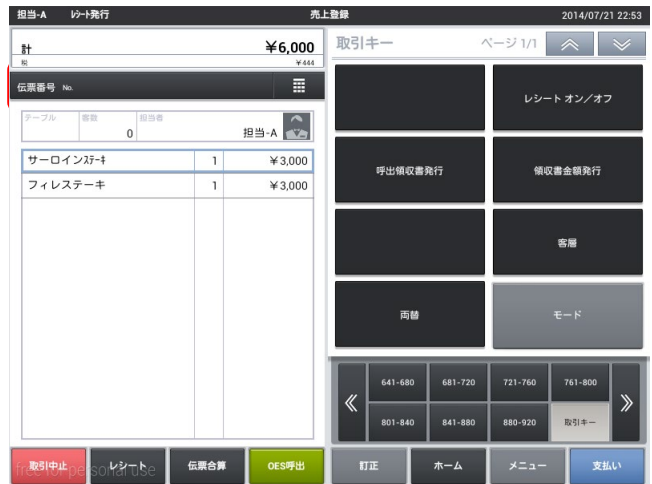 担当-A ﾚｼｰﾄ発行 売上登録 2014/07/21 22:53
計 ¥6,000
税 ¥444
伝票番号 No.
テーブル 客数 担当者
0 担当-A
サーロインｽﾃｰｷ 1 ¥3,000
フィレステーキ 1 ¥3,000
取引キー ページ 1/1
レシート オン／オフ
呼出領収書発行 領収書金額発行
客層
両替 モード
641-680 681-720 721-760 761-800
801-840 841-880 880-920 取引キー
取引中止 レシート 伝票合算 OES呼出 訂正 ホーム メニュー 支払い
free for personal use